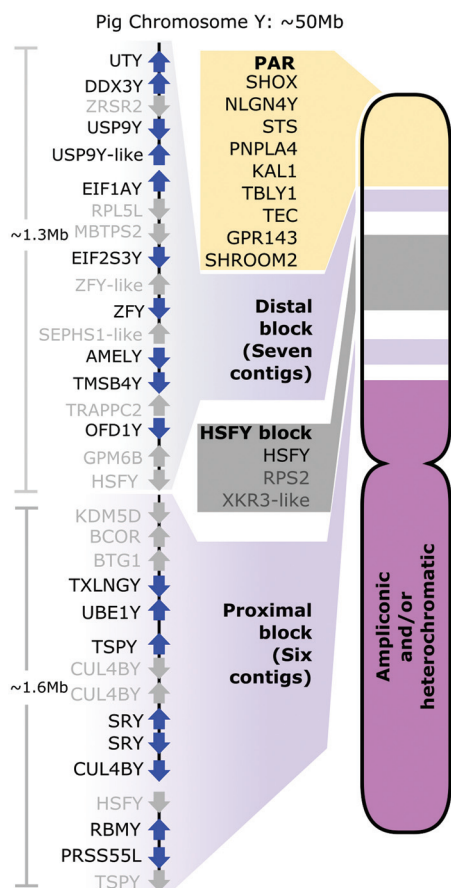 Pig Chromosome Y: ~50Mb
UTY
DDX3Y
ZRSR2
USP9Y
USP9Y-like
EIF1AY
RPL5L
MBTPS2
EIF2S3Y
ZFY-like
ZFY
SEPHS1-like
AMELY
TMSB4Y
TRAPPC2
OFD1Y
GPM6B
HSFY
~1.3Mb
KDM5D
BCOR
BTG1
TXLNGY
UBE1Y
TSPY
CUL4BY
CUL4BY
SRY
SRY
CUL4BY
HSFY
RBMY
PRSS55L
TSPY
~1.6Mb
PAR
SHOX
NLGN4Y
STS
PNPLA4
KAL1
TBLY1
TEC
GPR143
SHROOM2
Distal
block
(Seven
contigs)
HSFY block
HSFY
RPS2
XKR3-like
Proximal
block
(Six
contigs)
Ampliconic
and/or
heterochromatic